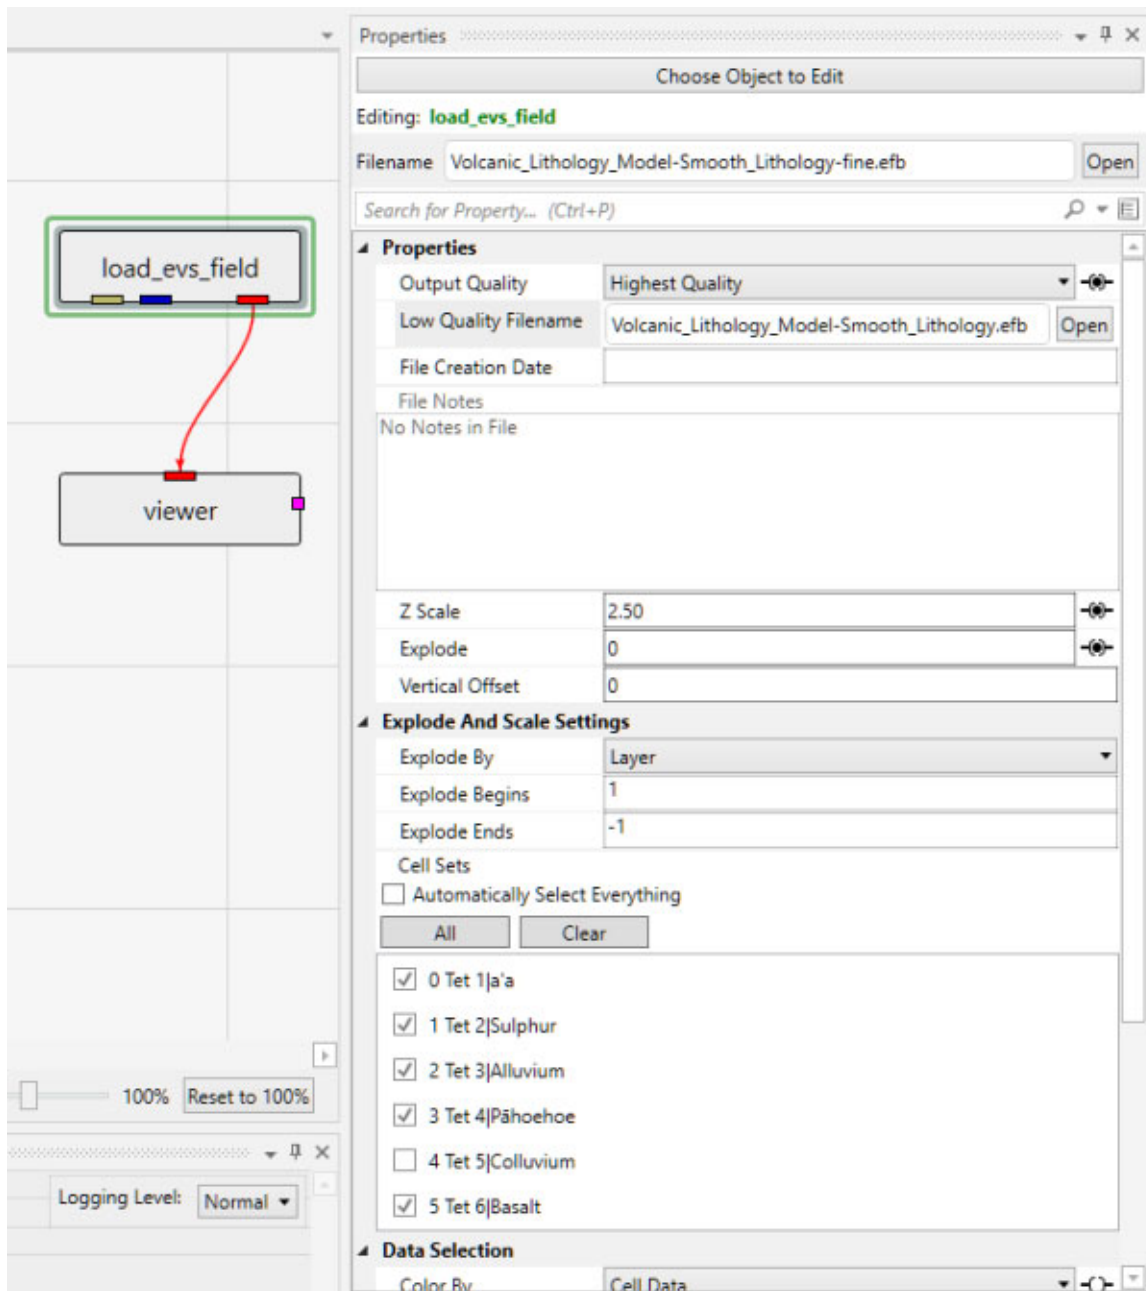 Properties
Choose Object to Edit
Editing: load_evs_field
Filename Volcanic_Lithology_Model-Smooth_Lithology-fine.efb Open
Search for Property... (Ctrl+P)
Properties
Output Quality Highest Quality
Low Quality Filename Volcanic_Lithology_Model-Smooth_Lithology.efb Open
File Creation Date
File Notes
No Notes in File
Z Scale 2.50
Explode 0
Vertical Offset 0
Explode And Scale Settings
Explode By Layer
Explode Begins 1
Explode Ends -1
Cell Sets
Automatically Select Everything
All Clear
0 Tet 1|a'a
1 Tet 2|Sulphur
2 Tet 3|Alluvium
3 Tet 4|Pāhoehoe
4 Tet 5|Colluvium
5 Tet 6|Basalt
Data Selection
Color By Cell Data
load_evs_field
viewer
100% Reset to 100%
Logging Level: Normal